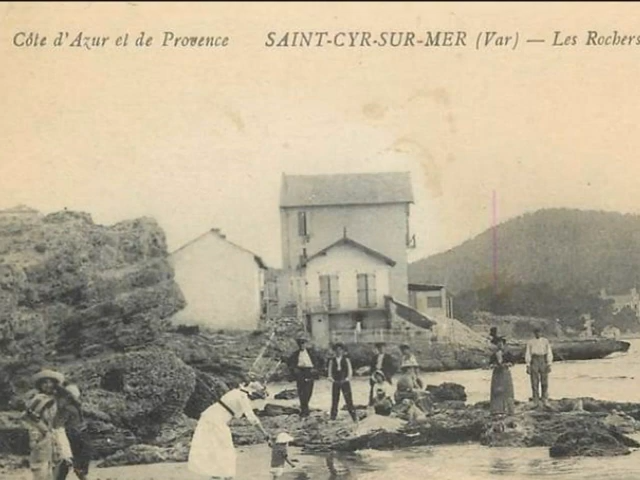 Côte d'Azur et de Provence SAINT-CYR-SUR-MER (Var) — Les Rochers